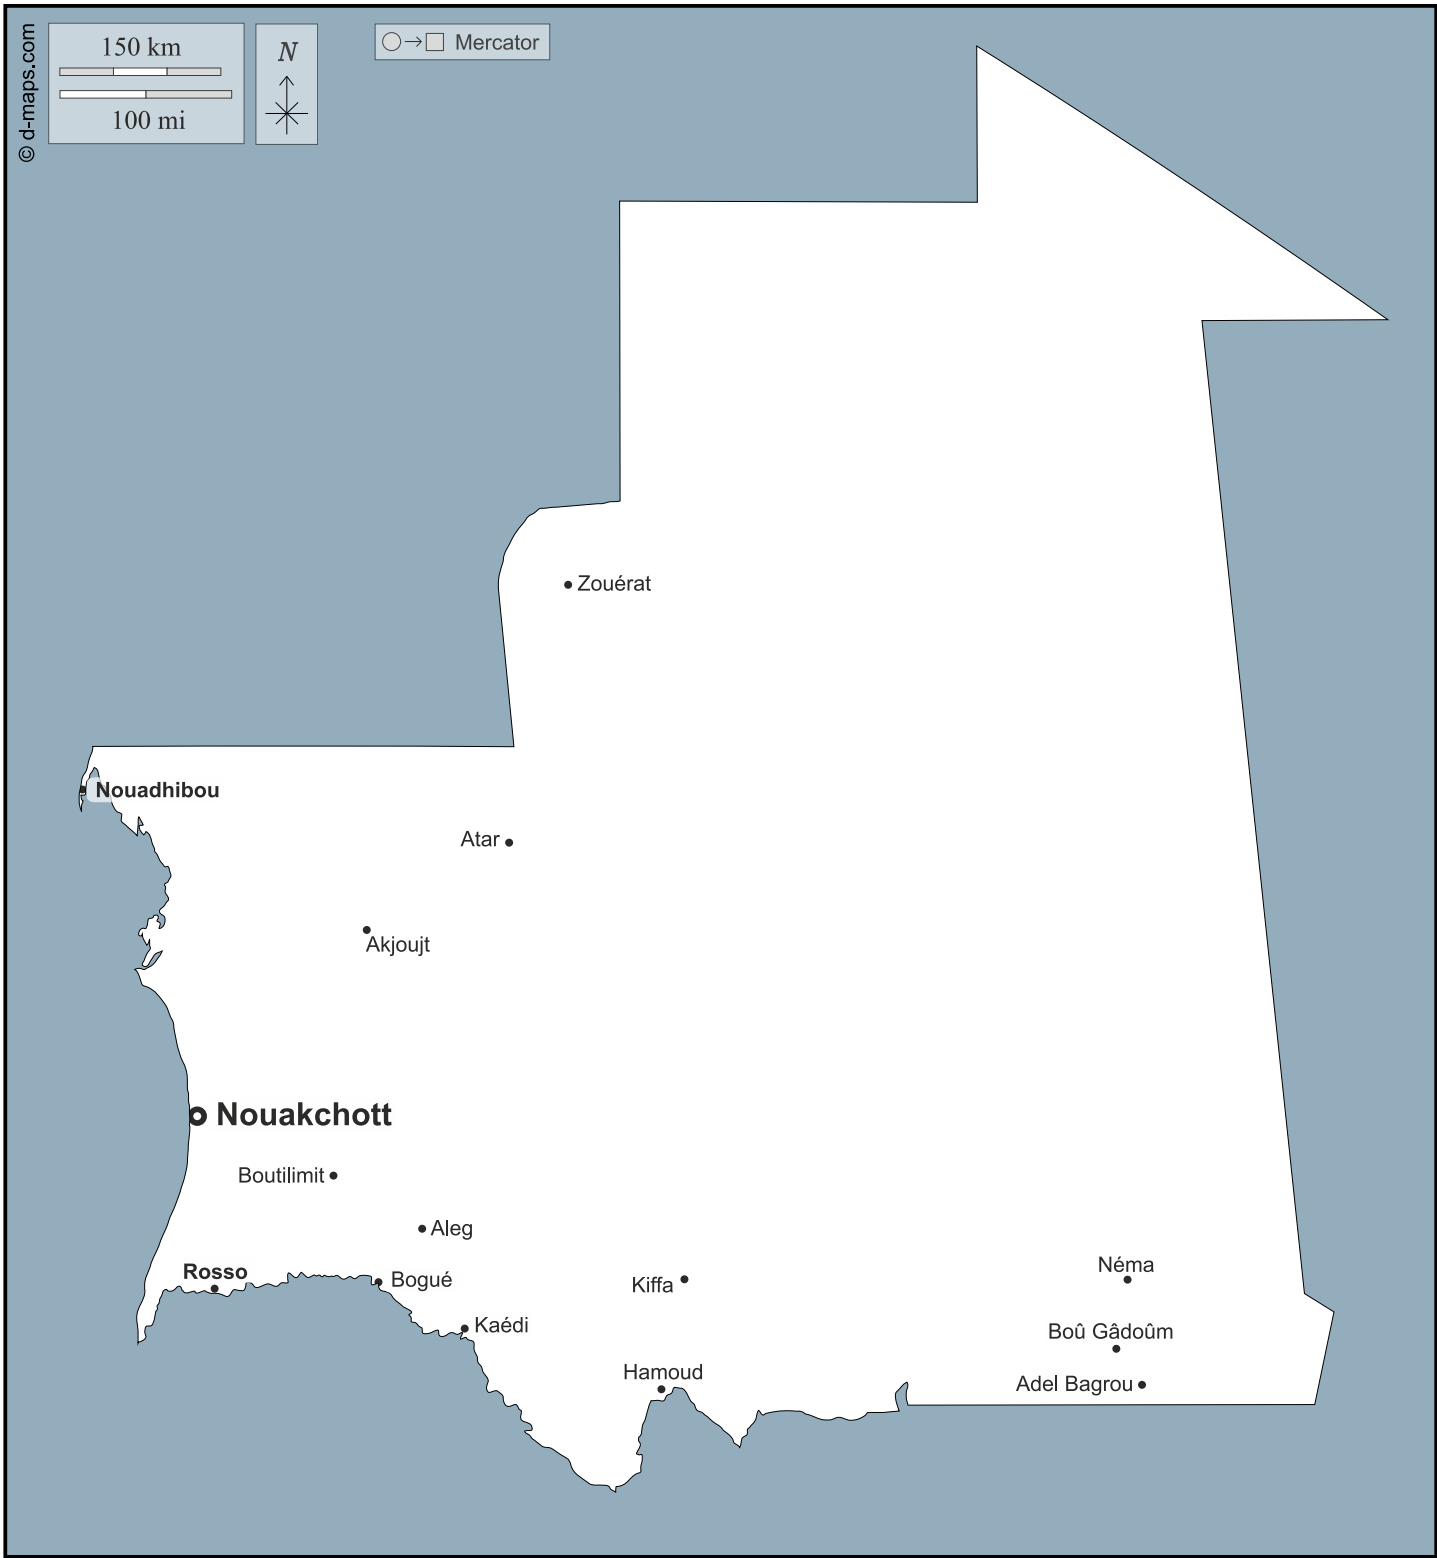 © d-maps.com
150 km
100 mi
N
Mercator
Zouérat
Nouadhibou
Atar
Akjoujt
Nouakchott
Boutilimit
Aleg
Rosso
Bogué
Kiffa
Néma
Kaédi
Boû Gâdoûm
Hamoud
Adel Bagrou